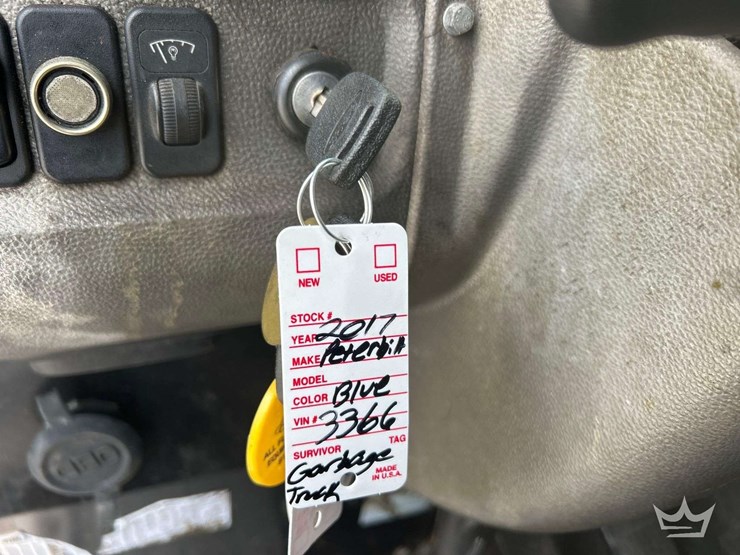 NEW USED
STOCK #
YEAR 2017
MAKE Peterbilt
MODEL
COLOR Blue
VIN # 3366
SURVIVOR TAG
Garbage
Truck
MADE
IN U.S.A.